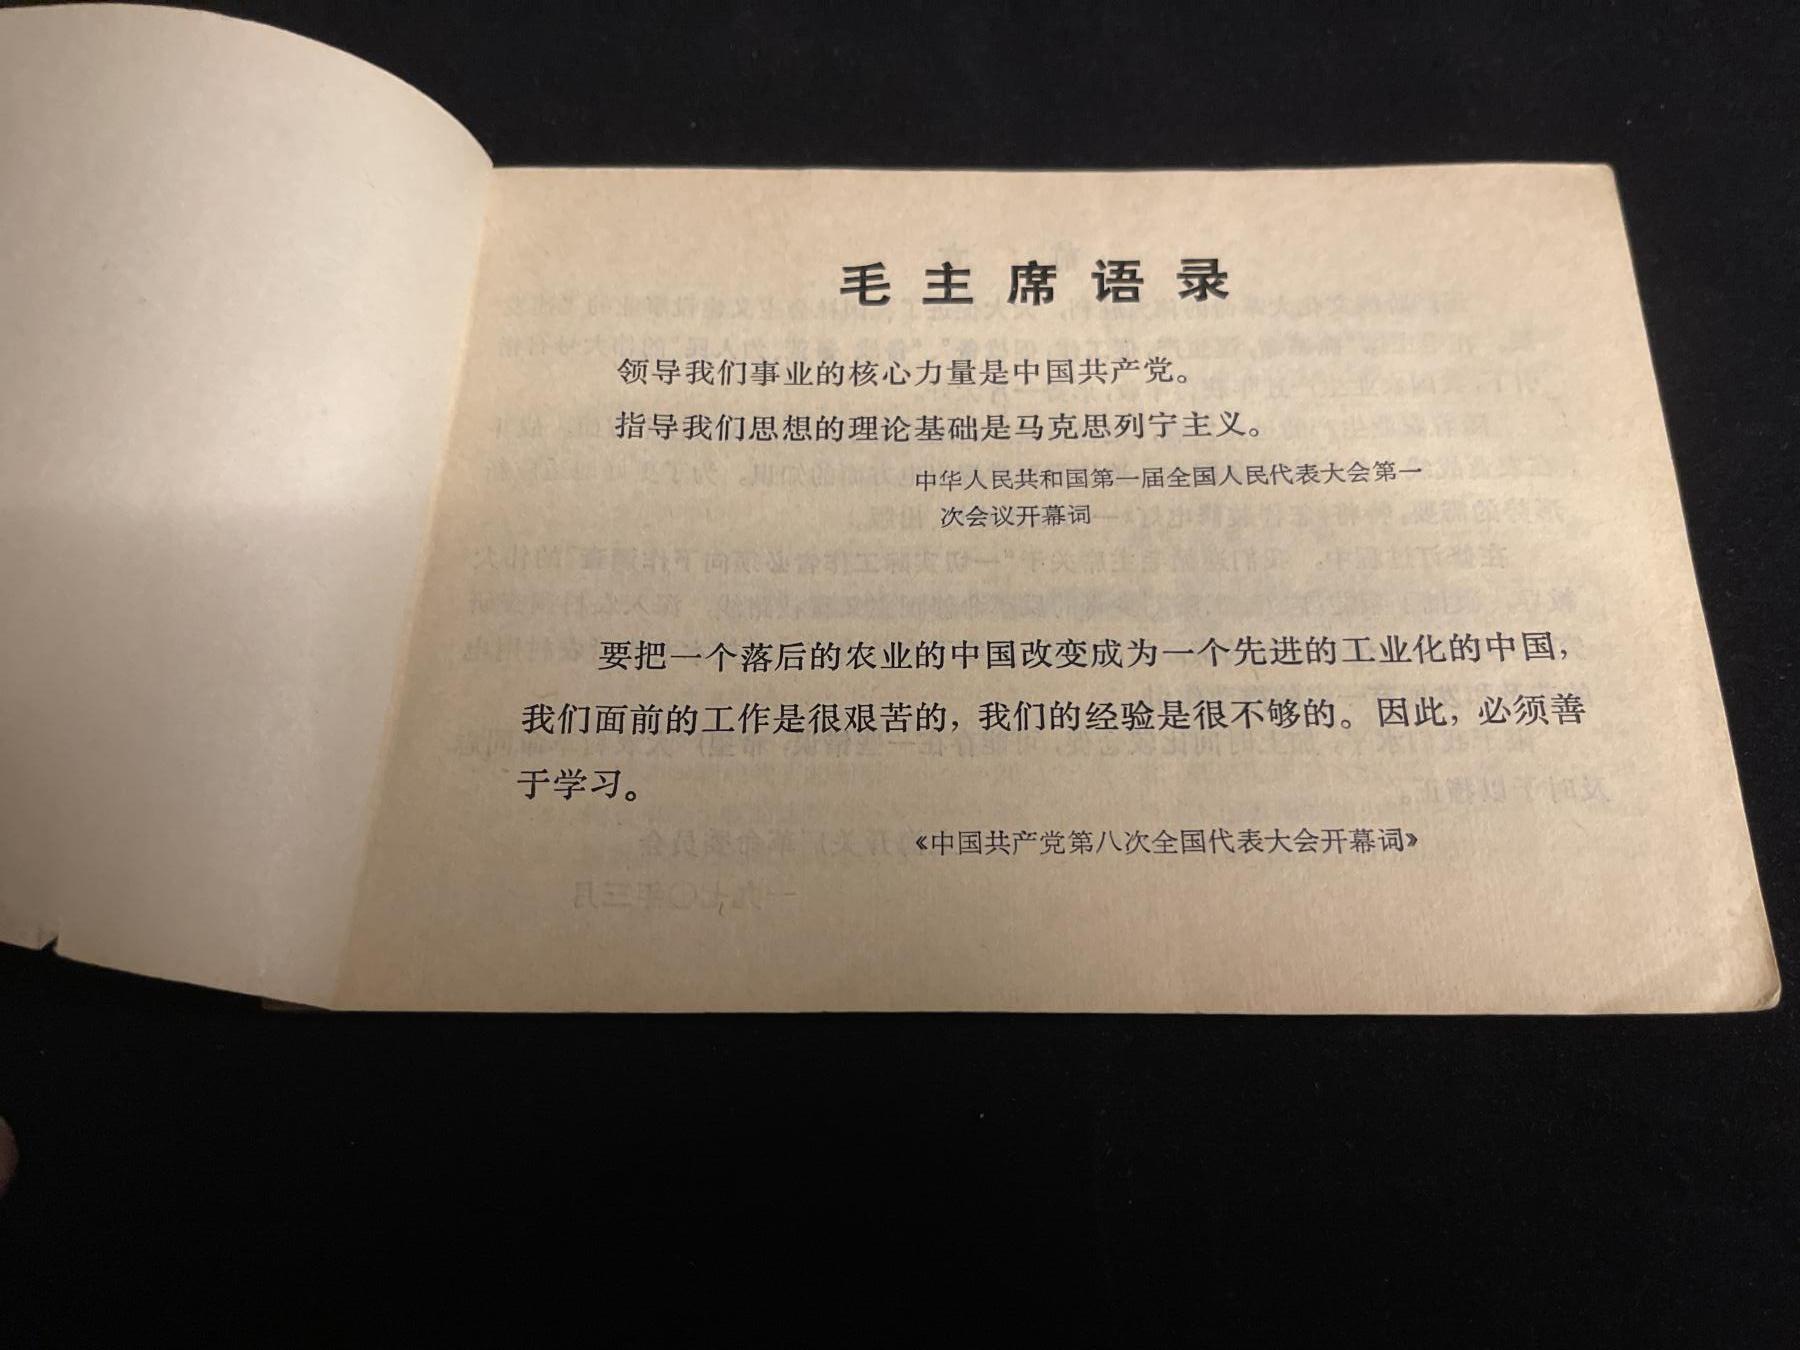 毛主席语录
领导我们事业的核心力量是中国共产党。
指导我们思想的理论基础是马克思列宁主义。
中华人民共和国第一届全国人民代表大会第一
次会议开幕词
要把一个落后的农业的中国改变成为一个先进的工业化的中国，
我们面前的工作是很艰苦的，我们的经验是很不够的。因此，必须善
于学习。
《中国共产党第八次全国代表大会开幕词》